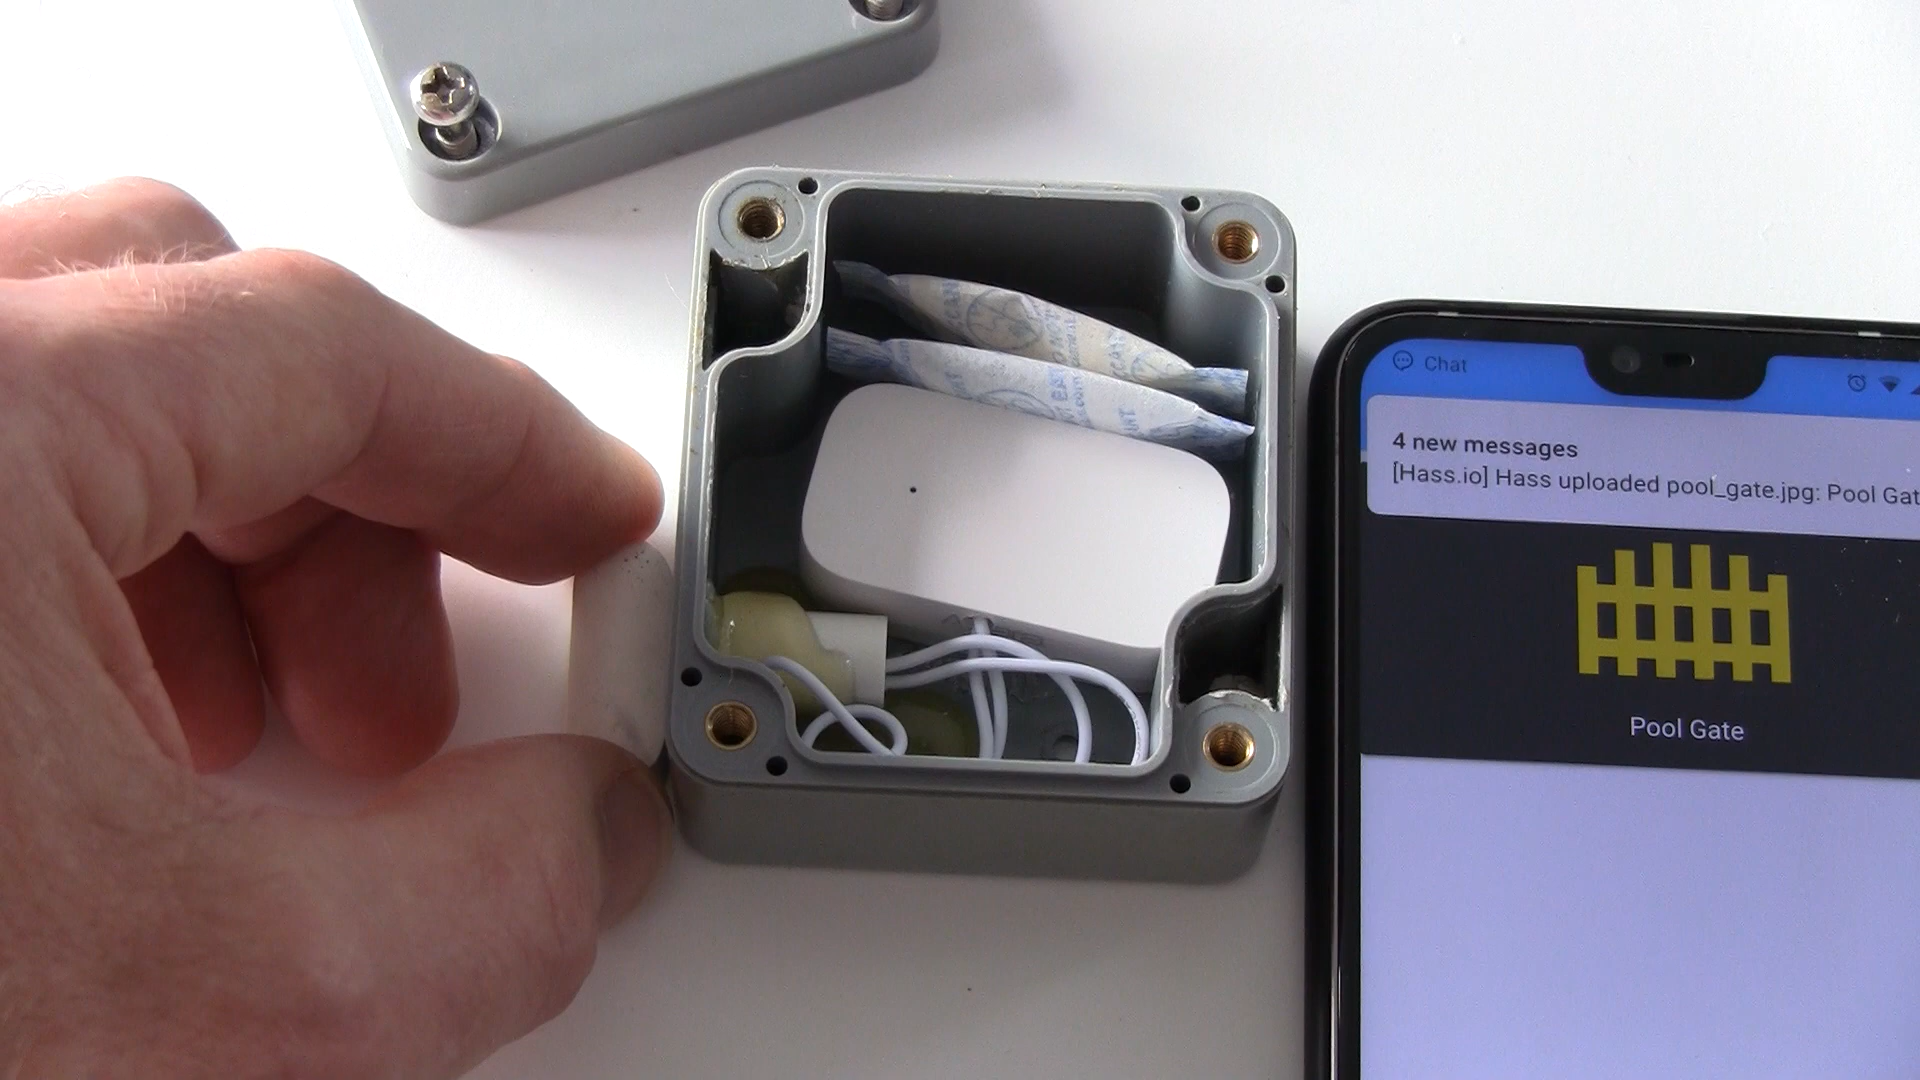 Chat
4 new messages
[Hass.io] Hass uploaded pool_gate.jpg: Pool Gat
Pool Gate